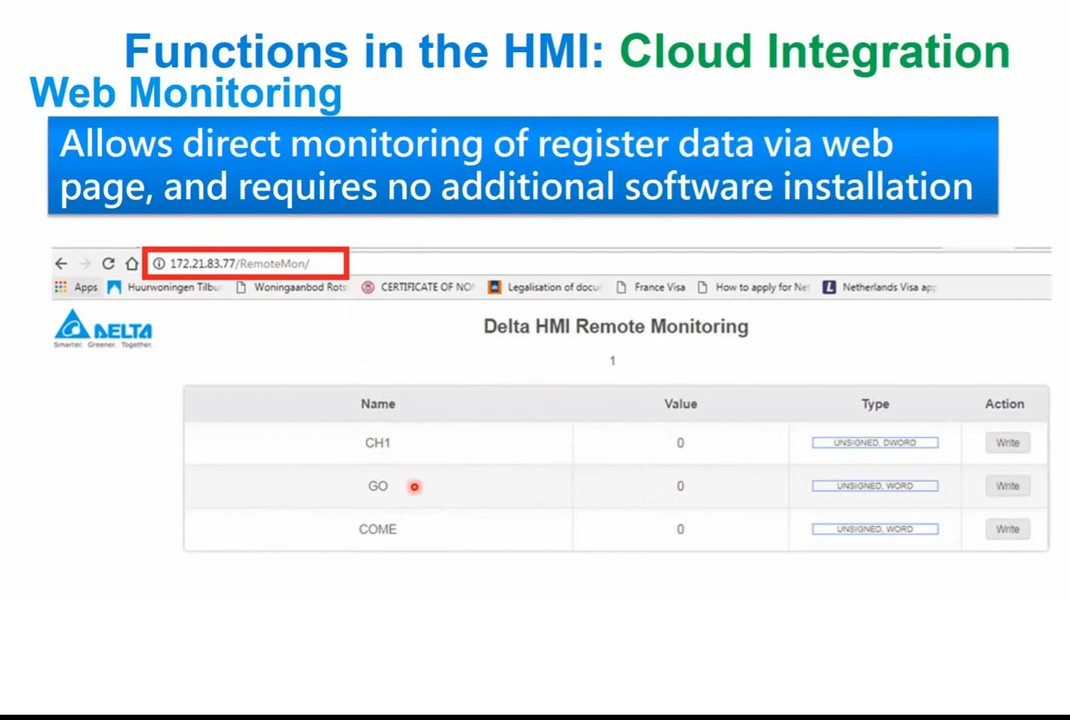 Functions in the HMI: Cloud Integration
Web Monitoring
Allows direct monitoring of register data via web
page, and requires no additional software installation
172.21.83.77/RemoteMon/
Apps Huurwoningen Tilbu Woningaanbod Rots CERTIFICATE OF NO Legalisation of docu France Visa How to apply for Net Netherlands Visa app
DELTA
Smarter. Greener. Together.
Delta HMI Remote Monitoring
1
Name Value Type Action
CH1 0 UNSIGNED, DWORD Write
GO 0 UNSIGNED, WORD Write
COME 0 UNSIGNED, WORD Write